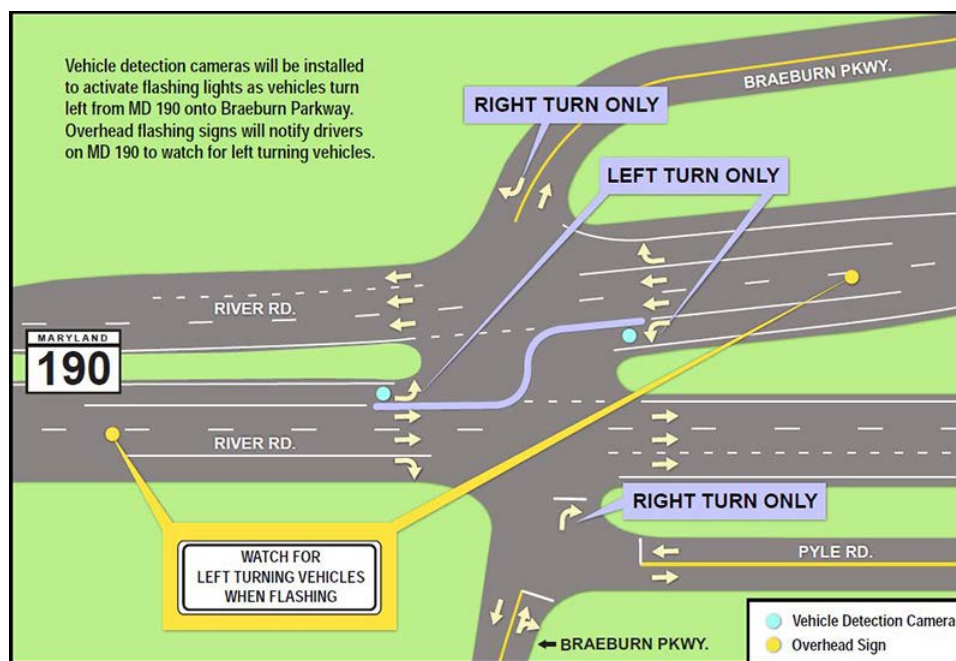 Vehicle detection cameras will be installed
to activate flashing lights as vehicles turn
left from MD 190 onto Braeburn Parkway.
Overhead flashing signs will notify drivers
on MD 190 to watch for left turning vehicles.
BRAEBURN PKWY.
RIGHT TURN ONLY
LEFT TURN ONLY
RIVER RD.
MARYLAND
190
RIVER RD.
RIGHT TURN ONLY
WATCH FOR
LEFT TURNING VEHICLES
WHEN FLASHING
PYLE RD.
BRAEBURN PKWY.
Vehicle Detection Camera
Overhead Sign